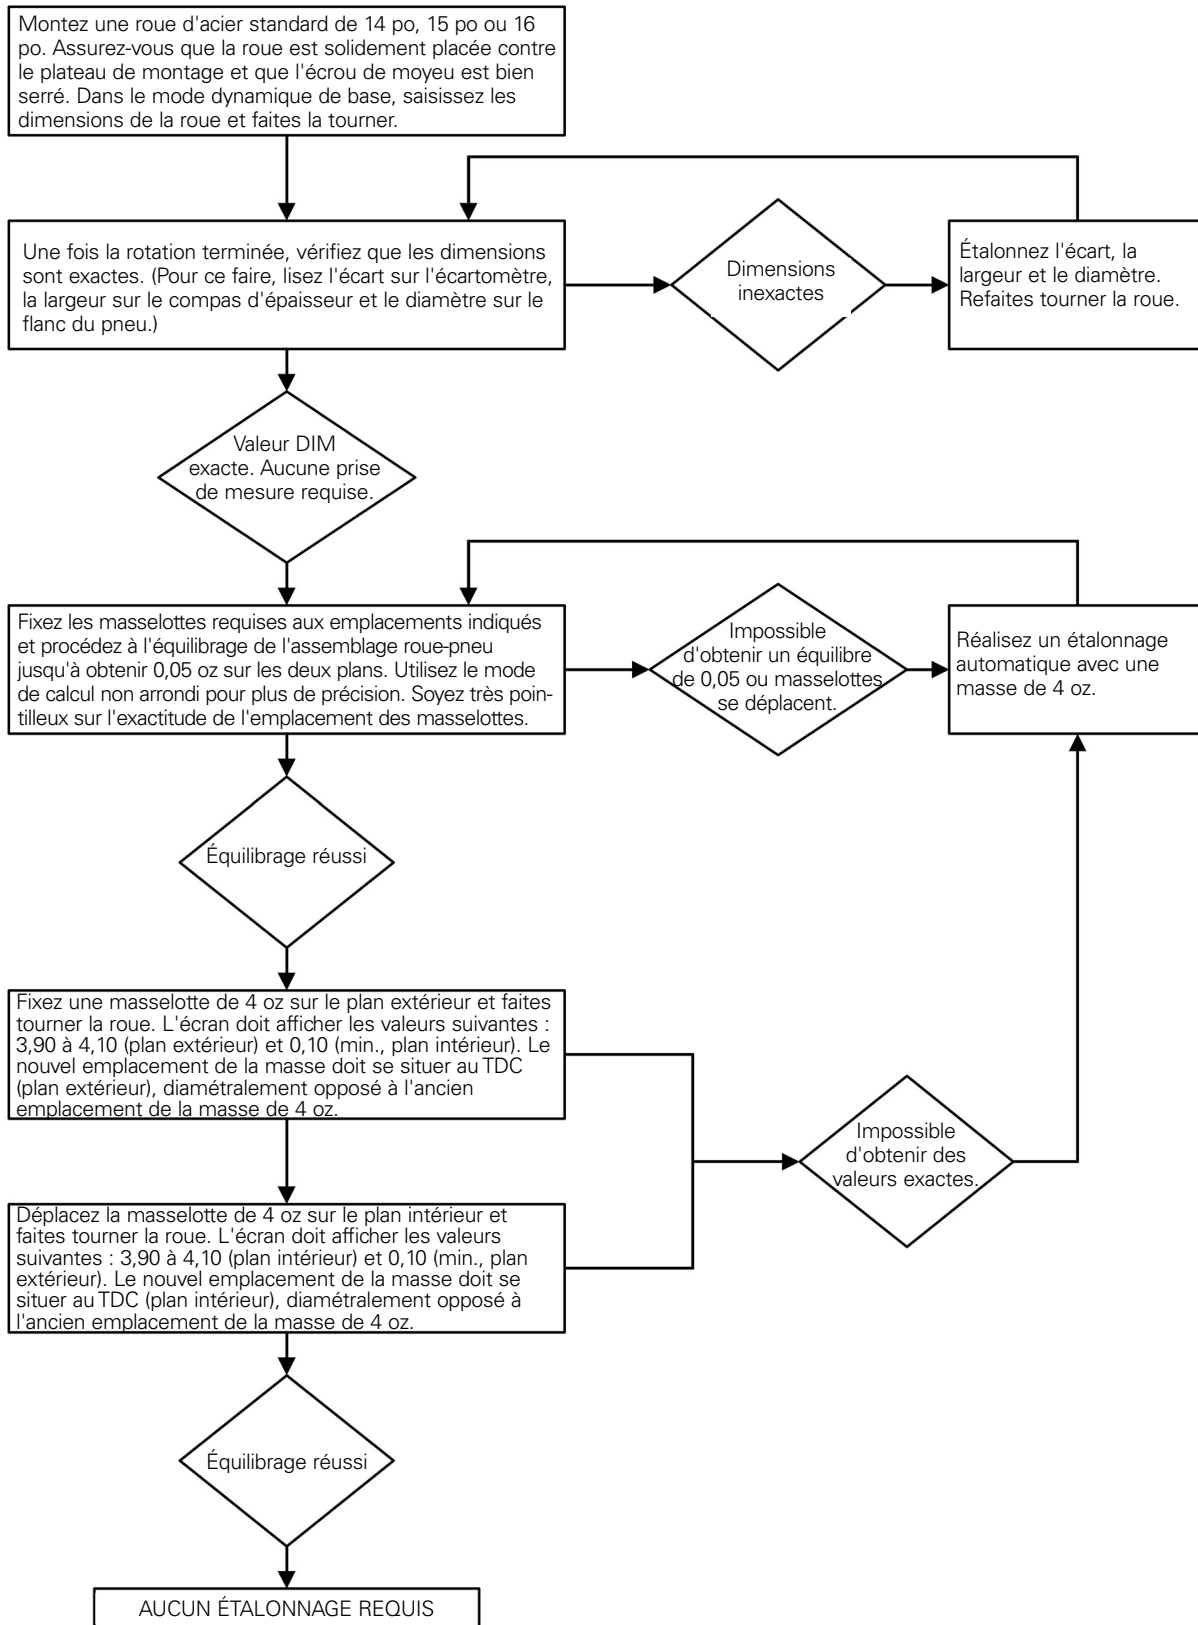 Montez une roue d'acier standard de 14 po, 15 po ou 16
po. Assurez-vous que la roue est solidement placée contre
le plateau de montage et que l'écrou de moyeu est bien
serré. Dans le mode dynamique de base, saisissez les
dimensions de la roue et faites la tourner.
Une fois la rotation terminée, vérifiez que les dimensions
sont exactes. (Pour ce faire, lisez l'écart sur l'écartomètre,
la largeur sur le compas d'épaisseur et le diamètre sur le
flanc du pneu.)
Dimensions
inexactes
Étalonnez l'écart, la
largeur et le diamètre.
Refaites tourner la roue.
Valeur DIM
exacte. Aucune prise
de mesure requise.
Fixez les masselottes requises aux emplacements indiqués
et procédez à l'équilibrage de l'assemblage roue-pneu
jusqu'à obtenir 0,05 oz sur les deux plans. Utilisez le mode
de calcul non arrondi pour plus de précision. Soyez très poin-
tilleux sur l'exactitude de l'emplacement des masselottes.
Impossible
d'obtenir un équilibre
de 0,05 ou masselottes
se déplacent.
Réalisez un étalonnage
automatique avec une
masse de 4 oz.
Équilibrage réussi
Fixez une masselotte de 4 oz sur le plan extérieur et faites
tourner la roue. L'écran doit afficher les valeurs suivantes :
3,90 à 4,10 (plan extérieur) et 0,10 (min., plan intérieur). Le
nouvel emplacement de la masse doit se situer au TDC
(plan extérieur), diamétralement opposé à l'ancien
emplacement de la masse de 4 oz.
Impossible
d'obtenir des
valeurs exactes.
Déplacez la masselotte de 4 oz sur le plan intérieur et
faites tourner la roue. L'écran doit afficher les valeurs
suivantes : 3,90 à 4,10 (plan intérieur) et 0,10 (min., plan
extérieur). Le nouvel emplacement de la masse doit se
situer au TDC (plan intérieur), diamétralement opposé à
l'ancien emplacement de la masse de 4 oz.
Équilibrage réussi
AUCUN ÉTALONNAGE REQUIS